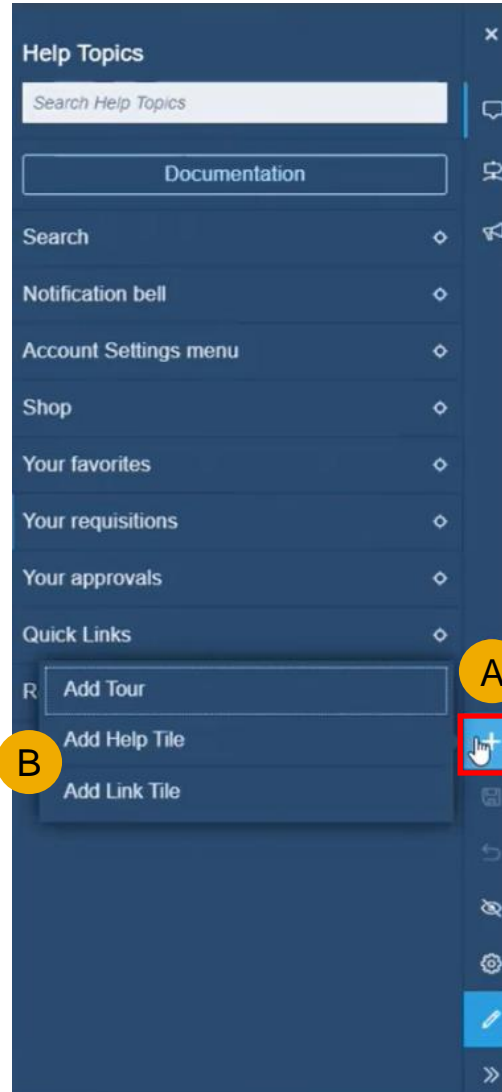 Help Topics
Search Help Topics
Documentation
Search
Notification bell
Account Settings menu
Shop
Your favorites
Your requisitions
Your approvals
Quick Links
A
R
Add Tour
Add Help Tile
B
Add Link Tile